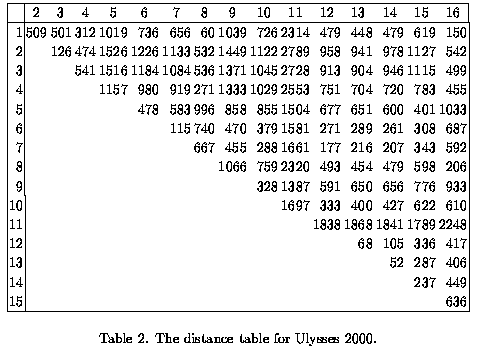 2 3 4 5 6 7 8 9 10 11 12 13 14 15 16
1 509 501 312 1019 736 656 60 1039 726 2314 479 448 479 619 150
2 126 474 1526 1226 1133 532 1449 1122 2789 958 941 978 1127 542
3 541 1516 1184 1084 536 1371 1045 2728 913 904 946 1115 499
4 1157 980 919 271 1333 1029 2553 751 704 720 783 455
5 478 583 996 858 855 1504 677 651 600 401 1033
6 115 740 470 379 1581 271 289 261 308 687
7 667 455 288 1661 177 216 207 343 592
8 1066 759 2320 493 454 479 598 206
9 328 1387 591 650 656 776 933
10 1697 333 400 427 622 610
11 1838 1868 1841 1789 2248
12 68 105 336 417
13 52 287 406
14 237 449
15 636
Table 2. The distance table for Ulysses 2000.